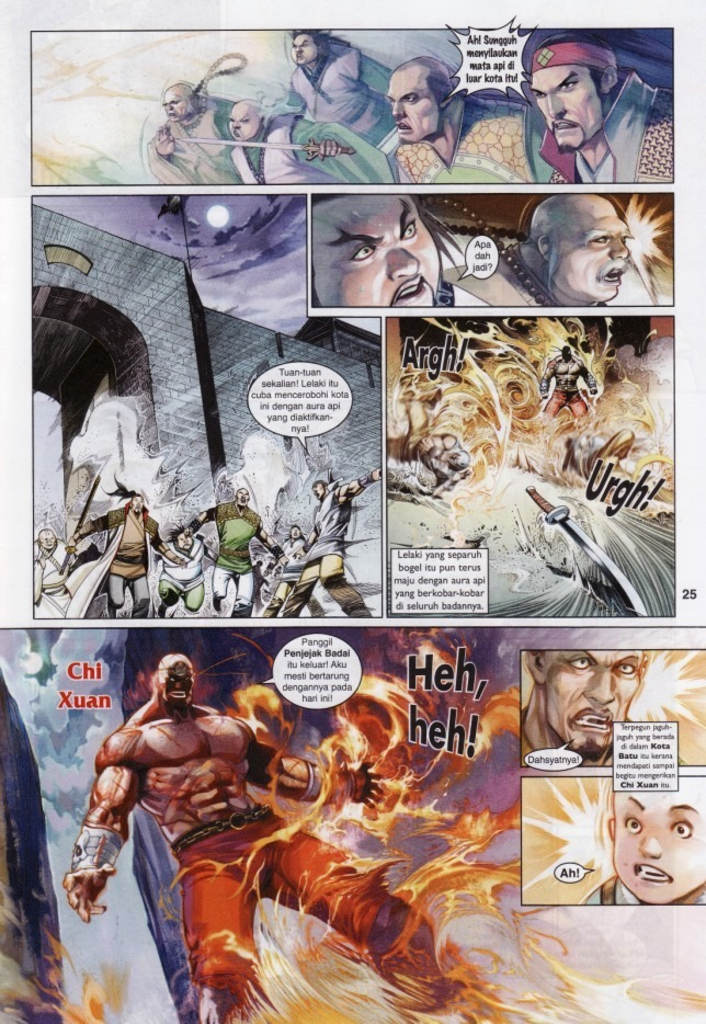 Ah! Sungguh
menyilaukan
mata api di
luar kota itu!
Apa
dah
jadi?
Tuan-tuan
sekalian! Lelaki itu
cuba mencerobohi kota
ini dengan aura api
yang diaktifkan-
nya!
Argh!
Urgh!
Lelaki yang separuh
bogel itu pun terus
maju dengan aura api
yang berkobar-kobar
di seluruh badannya.
25
Chi
Xuan
Panggil
Penjejak Badai
itu keluar! Aku
mesti bertarung
dengannya pada
hari ini!
Heh,
heh!
Dahsyatnya!
Terpegun jaguh-
jaguh yang berada
di dalam Kota
Batu itu kerana
mendapati sampai
begitu mengerikan
Chi Xuan itu.
Ah!